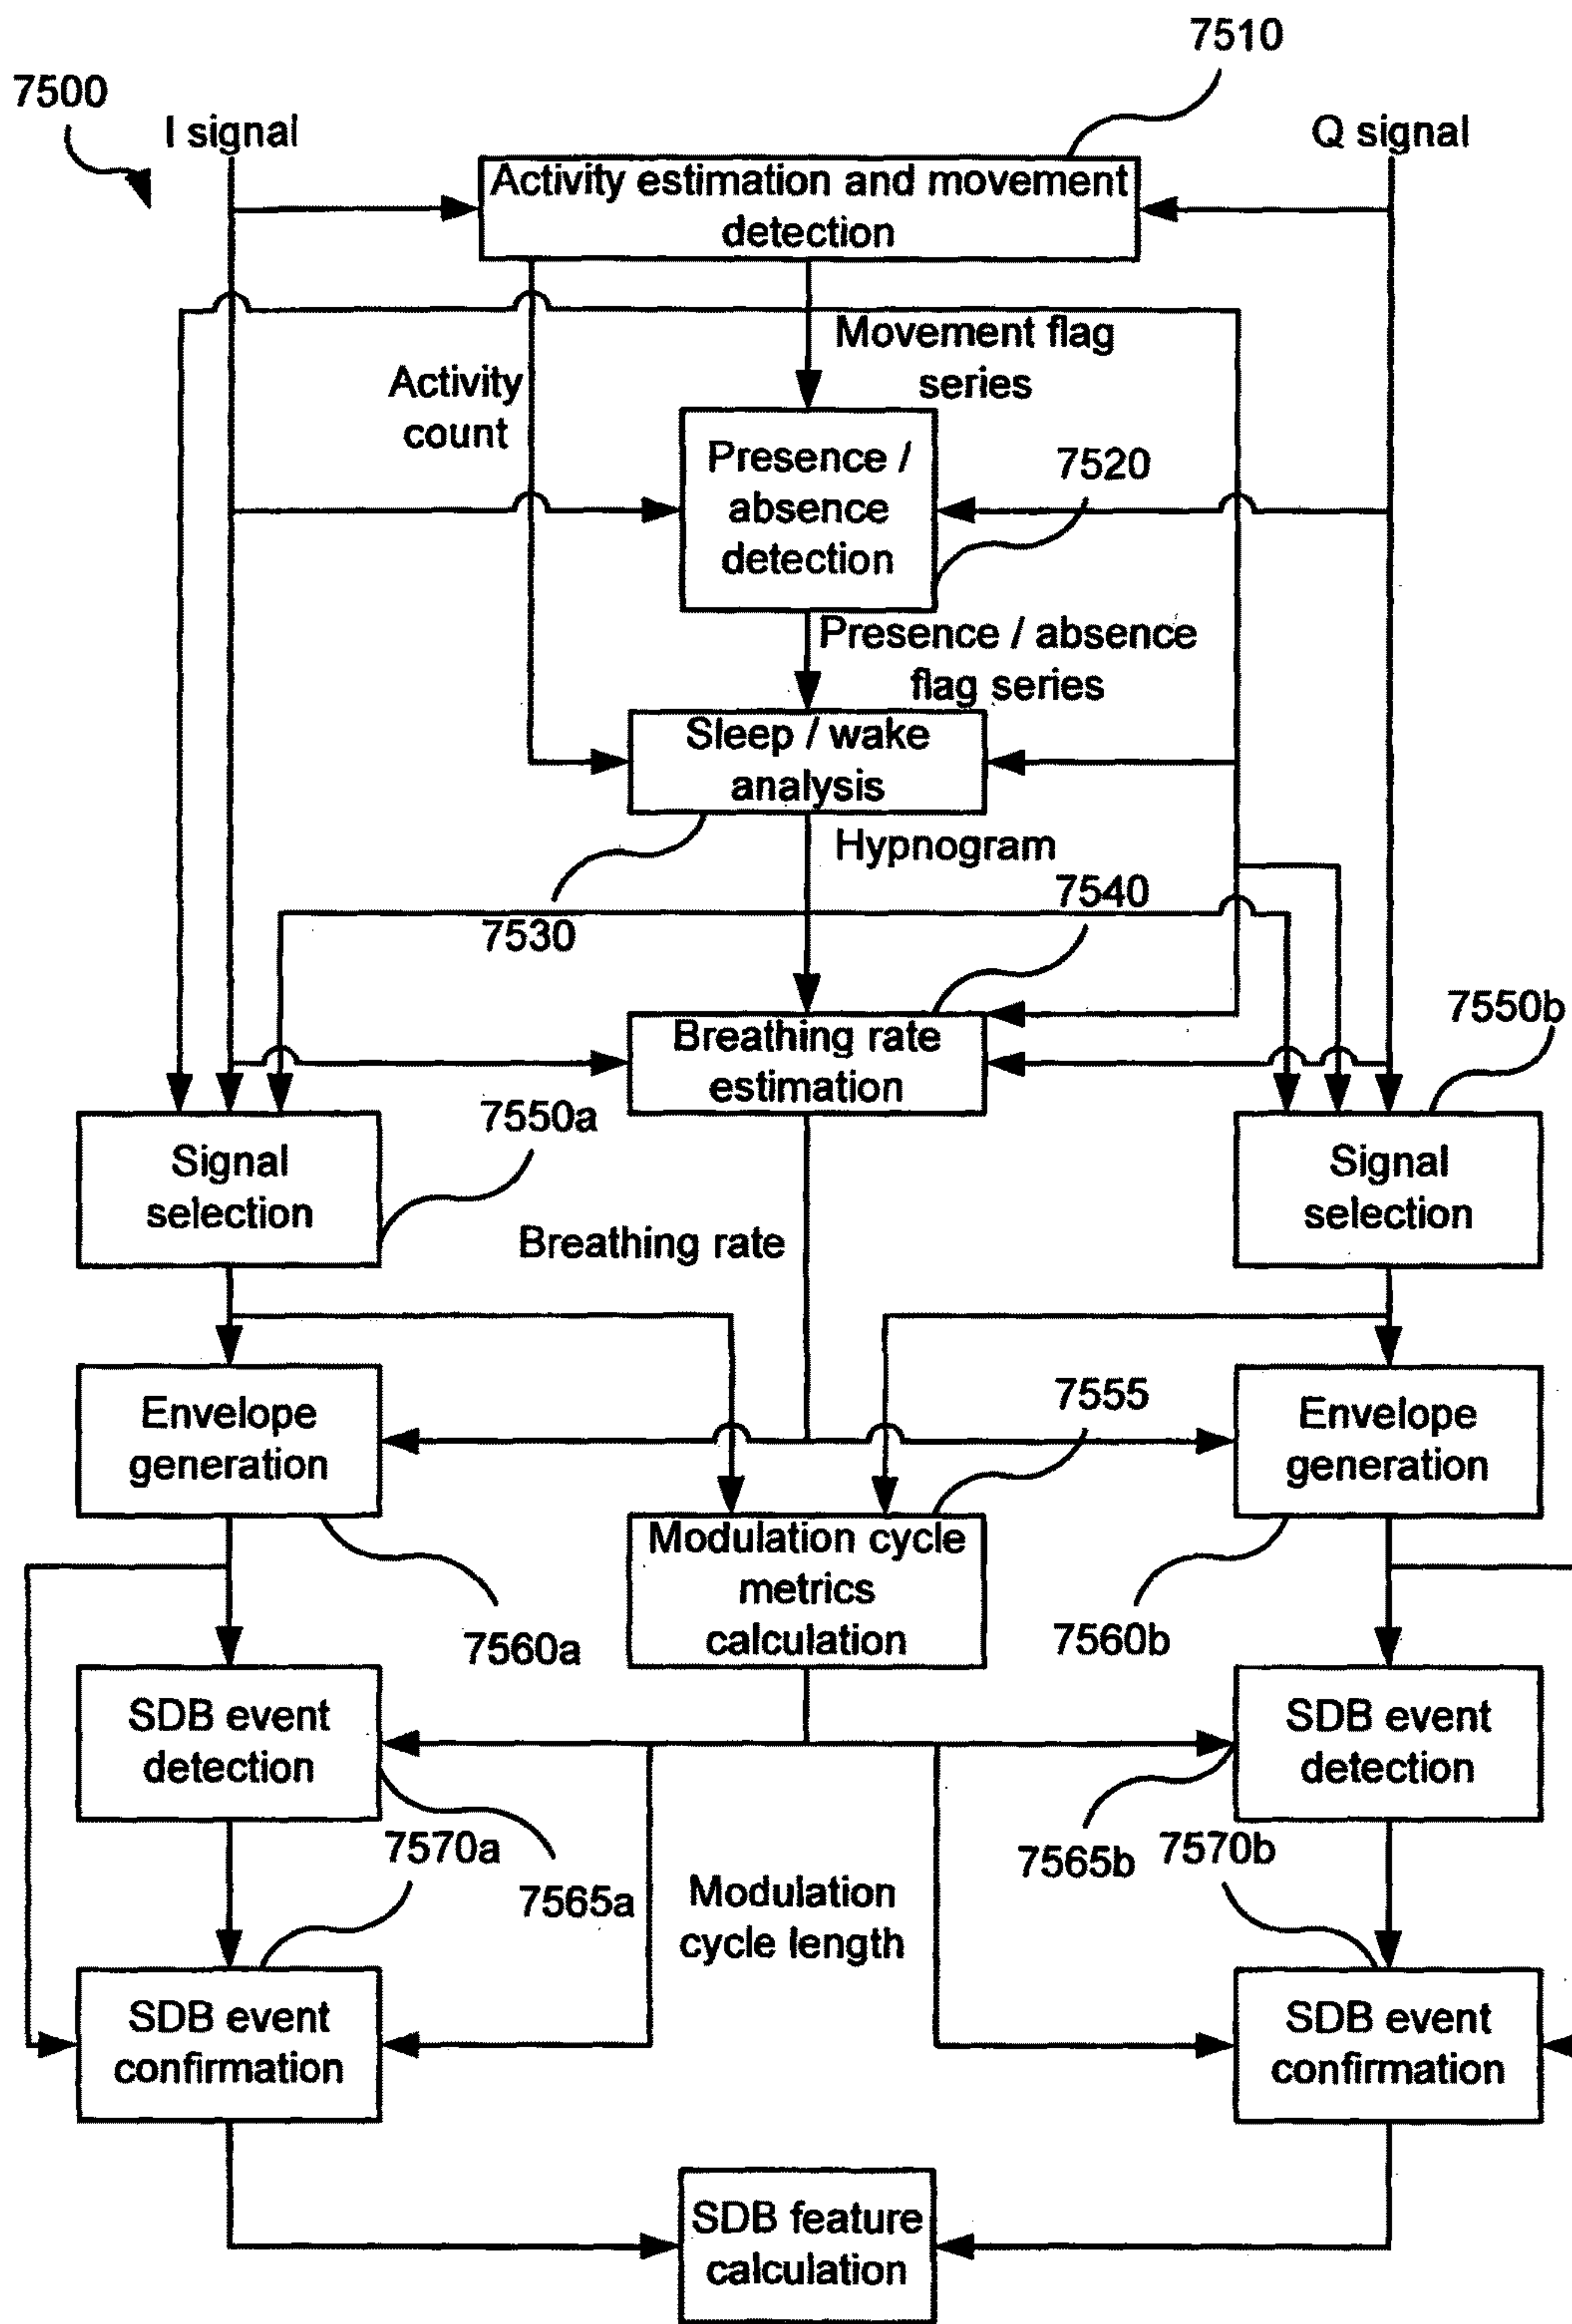 7510
7500
I signal
Q signal
Activity estimation and movement
detection
Movement flag
series
Activity
count
Presence /
absence
detection
7520
Presence / absence
flag series
Sleep / wake
analysis
Hypnogram
7530
7540
Breathing rate
estimation
7550b
7550a
Signal
selection
Signal
selection
Breathing rate
Envelope
generation
7555
Envelope
generation
Modulation cycle
metrics
calculation
7560a
7560b
SDB event
detection
SDB event
detection
7570a
7565a
7565b
7570b
Modulation
cycle length
SDB event
confirmation
SDB event
confirmation
SDB feature
calculation